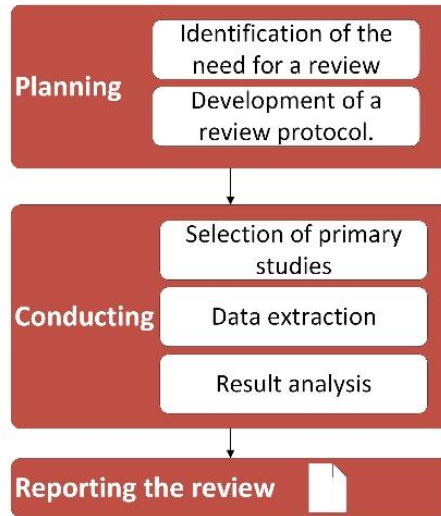 Planning
Identification of the
need for a review
Development of a
review protocol.
Conducting
Selection of primary
studies
Data extraction
Result analysis
Reporting the review